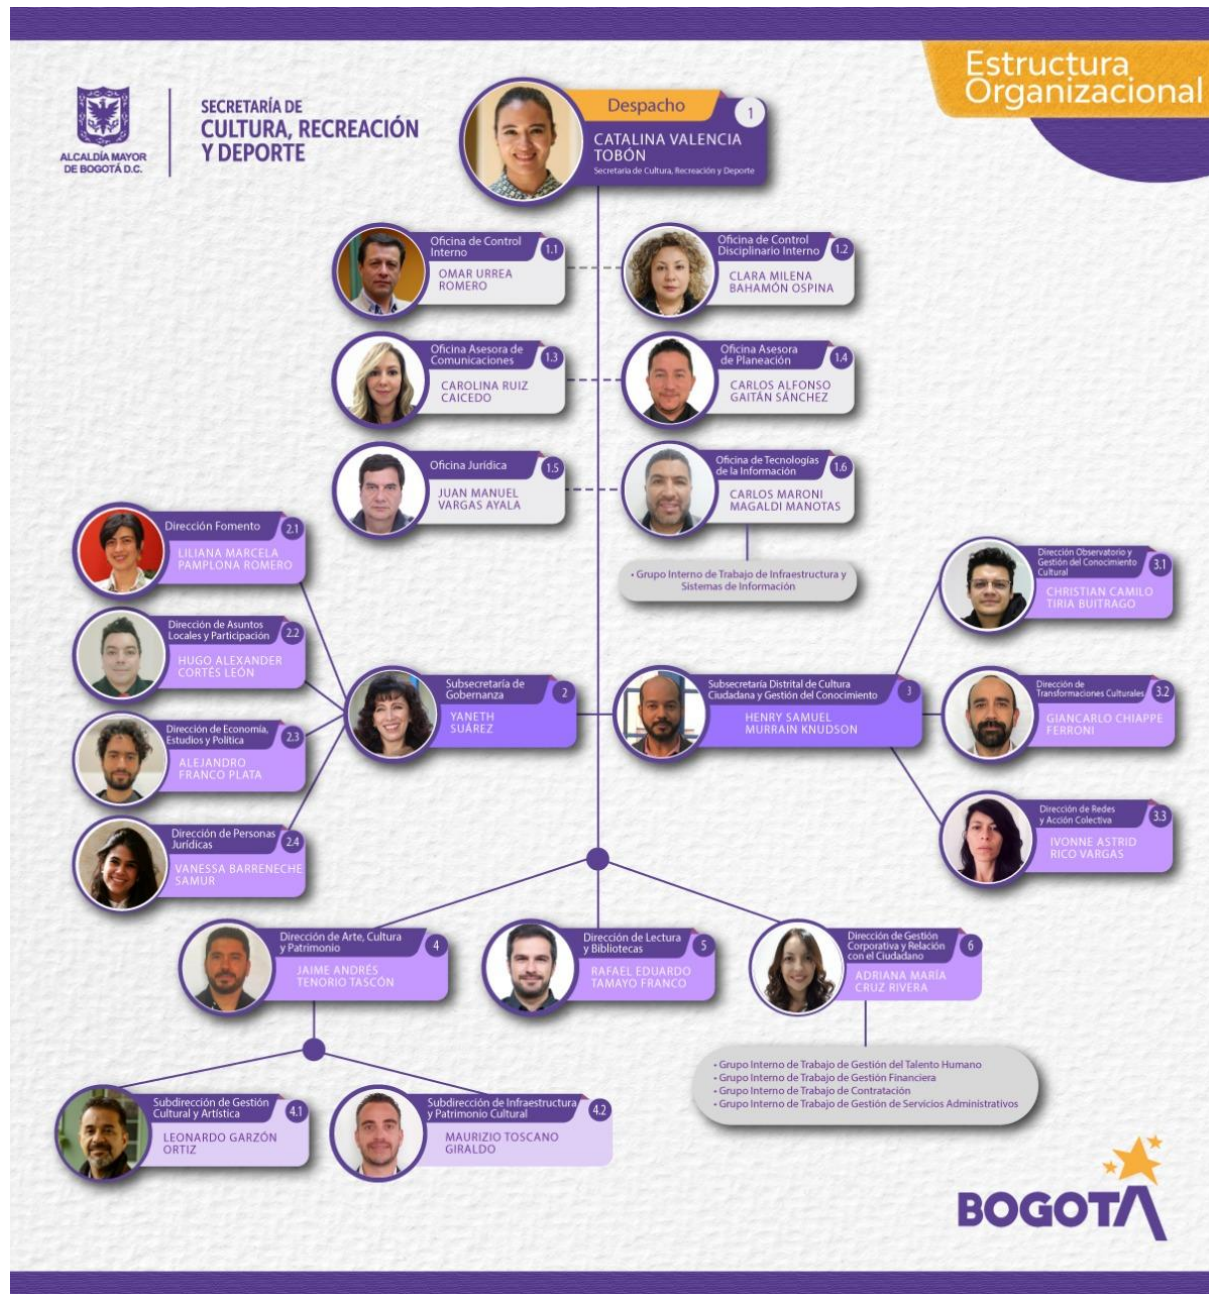 Estructura
Organizacional
ALCALDÍA MAYOR
DE BOGOTÁ D.C.
SECRETARÍA DE
CULTURA, RECREACIÓN
Y DEPORTE
Despacho
1
CATALINA VALENCIA
TOBÓN
Secretaria de Cultura, Recreación y Deporte
Oficina de Control
Interno
1.1
OMAR URREA
ROMERO
Oficina de Control
Disciplinario Interno
1.2
CLARA MILENA
BAHAMÓN OSPINA
Oficina Asesora de
Comunicaciones
1.3
CAROLINA RUIZ
CAICEDO
Oficina Asesora
de Planeación
1.4
CARLOS ALFONSO
GAITÁN SÁNCHEZ
Oficina Jurídica
1.5
JUAN MANUEL
VARGAS AYALA
Oficina de Tecnologías
de la Información
1.6
CARLOS MARONI
MAGALDI MANOTAS
• Grupo Interno de Trabajo de Infraestructura y
Sistemas de Información
Dirección Fomento
2.1
LILIANA MARCELA
PAMPLONA ROMERO
Dirección de Asuntos
Locales y Participación
2.2
HUGO ALEXANDER
CORTÉS LEÓN
Subsecretaría de
Gobernanza
2
YANETH
SUÁREZ
Dirección de Economía,
Estudios y Política
2.3
ALEJANDRO
FRANCO PLATA
Dirección de Personas
Jurídicas
2.4
VANESSA BARRENECHE
SAMUR
Subsecretaría Distrital de Cultura
Ciudadana y Gestión del Conocimiento
3
HENRY SAMUEL
MURRAIN KNUDSON
Dirección Observatorio y
Gestión del Conocimiento
Cultural
3.1
CHRISTIAN CAMILO
TIRIA BUITRAGO
Dirección de
Transformaciones Culturales
3.2
GIANCARLO CHIAPPE
FERRONI
Dirección de Redes
y Acción Colectiva
3.3
IVONNE ASTRID
RICO VARGAS
Dirección de Arte, Cultura
y Patrimonio
4
JAIME ANDRÉS
TENORIO TASCÓN
Dirección de Lectura
y Bibliotecas
5
RAFAEL EDUARDO
TAMAYO FRANCO
Dirección de Gestión
Corporativa y Relación
con el Ciudadano
6
ADRIANA MARÍA
CRUZ RIVERA
• Grupo Interno de Trabajo de Gestión del Talento Humano
• Grupo Interno de Trabajo de Gestión Financiera
• Grupo Interno de Trabajo de Contratación
• Grupo Interno de Trabajo de Gestión de Servicios Administrativos
Subdirección de Gestión
Cultural y Artística
4.1
LEONARDO GARZÓN
ORTIZ
Subdirección de Infraestructura
y Patrimonio Cultural
4.2
MAURIZIO TOSCANO
GIRALDO
BOGOTÁ